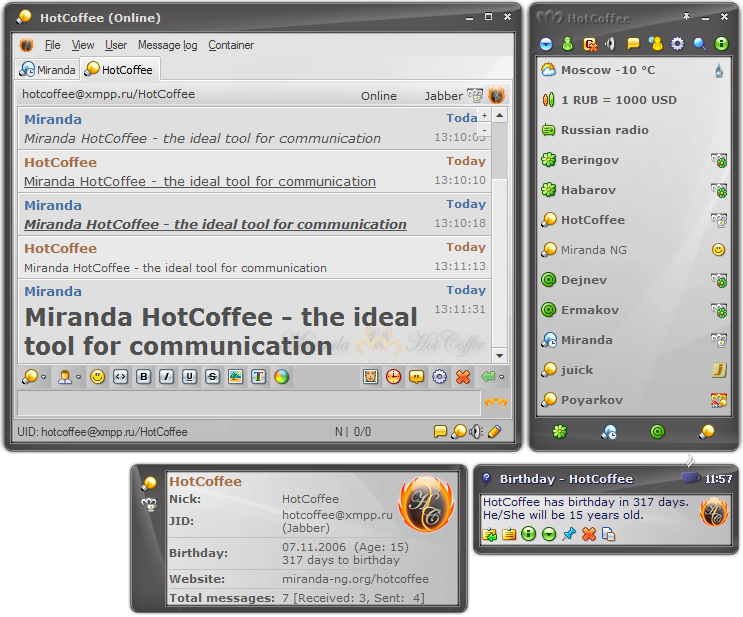 HotCoffee (Online)
File View User Message log Container
Miranda HotCoffee
hotcoffee@xmpp.ru/HotCoffee Online Jabber
Miranda Toda
Miranda HotCoffee - the ideal tool for communication 13:10:03
HotCoffee Today
Miranda HotCoffee - the ideal tool for communication 13:10:10
Miranda Today
Miranda HotCoffee - the ideal tool for communication 13:10:18
HotCoffee Today
Miranda HotCoffee - the ideal tool for communication 13:11:13
Miranda Today
Miranda HotCoffee - the ideal 13:11:31
tool for communication
Miranda HotCoffee
B I U S T
UID: hotcoffee@xmpp.ru/HotCoffee N | 0/0
HotCoffee
Moscow -10 °C
1 RUB = 1000 USD
Russian radio
Beringov
Habarov
HotCoffee
Miranda NG
Dejnev
Ermakov
Miranda
juick
Poyarkov
HotCoffee
Nick: HotCoffee
JID: hotcoffee@xmpp.ru
(Jabber)
Birthday: 07.11.2006 (Age: 15)
317 days to birthday
Website: miranda-ng.org/hotcoffee
Total messages: 7 [Received: 3, Sent: 4]
HC
Birthday - HotCoffee 11:57
HotCoffee has birthday in 317 days.
He/She will be 15 years old.